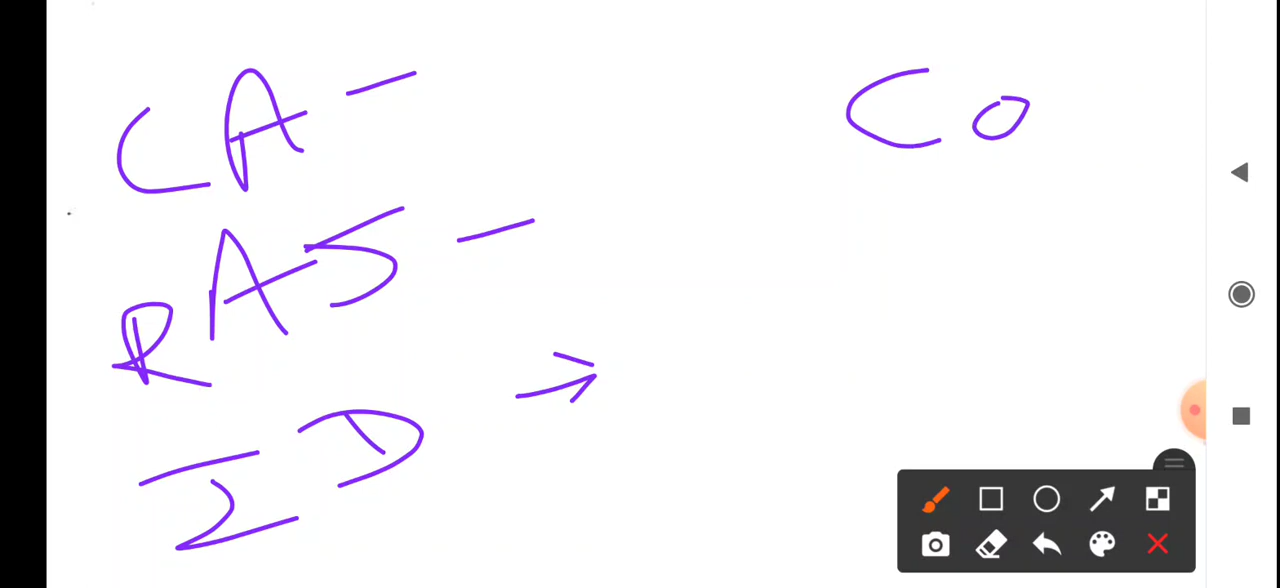 CA - Co
RAS -
ID →